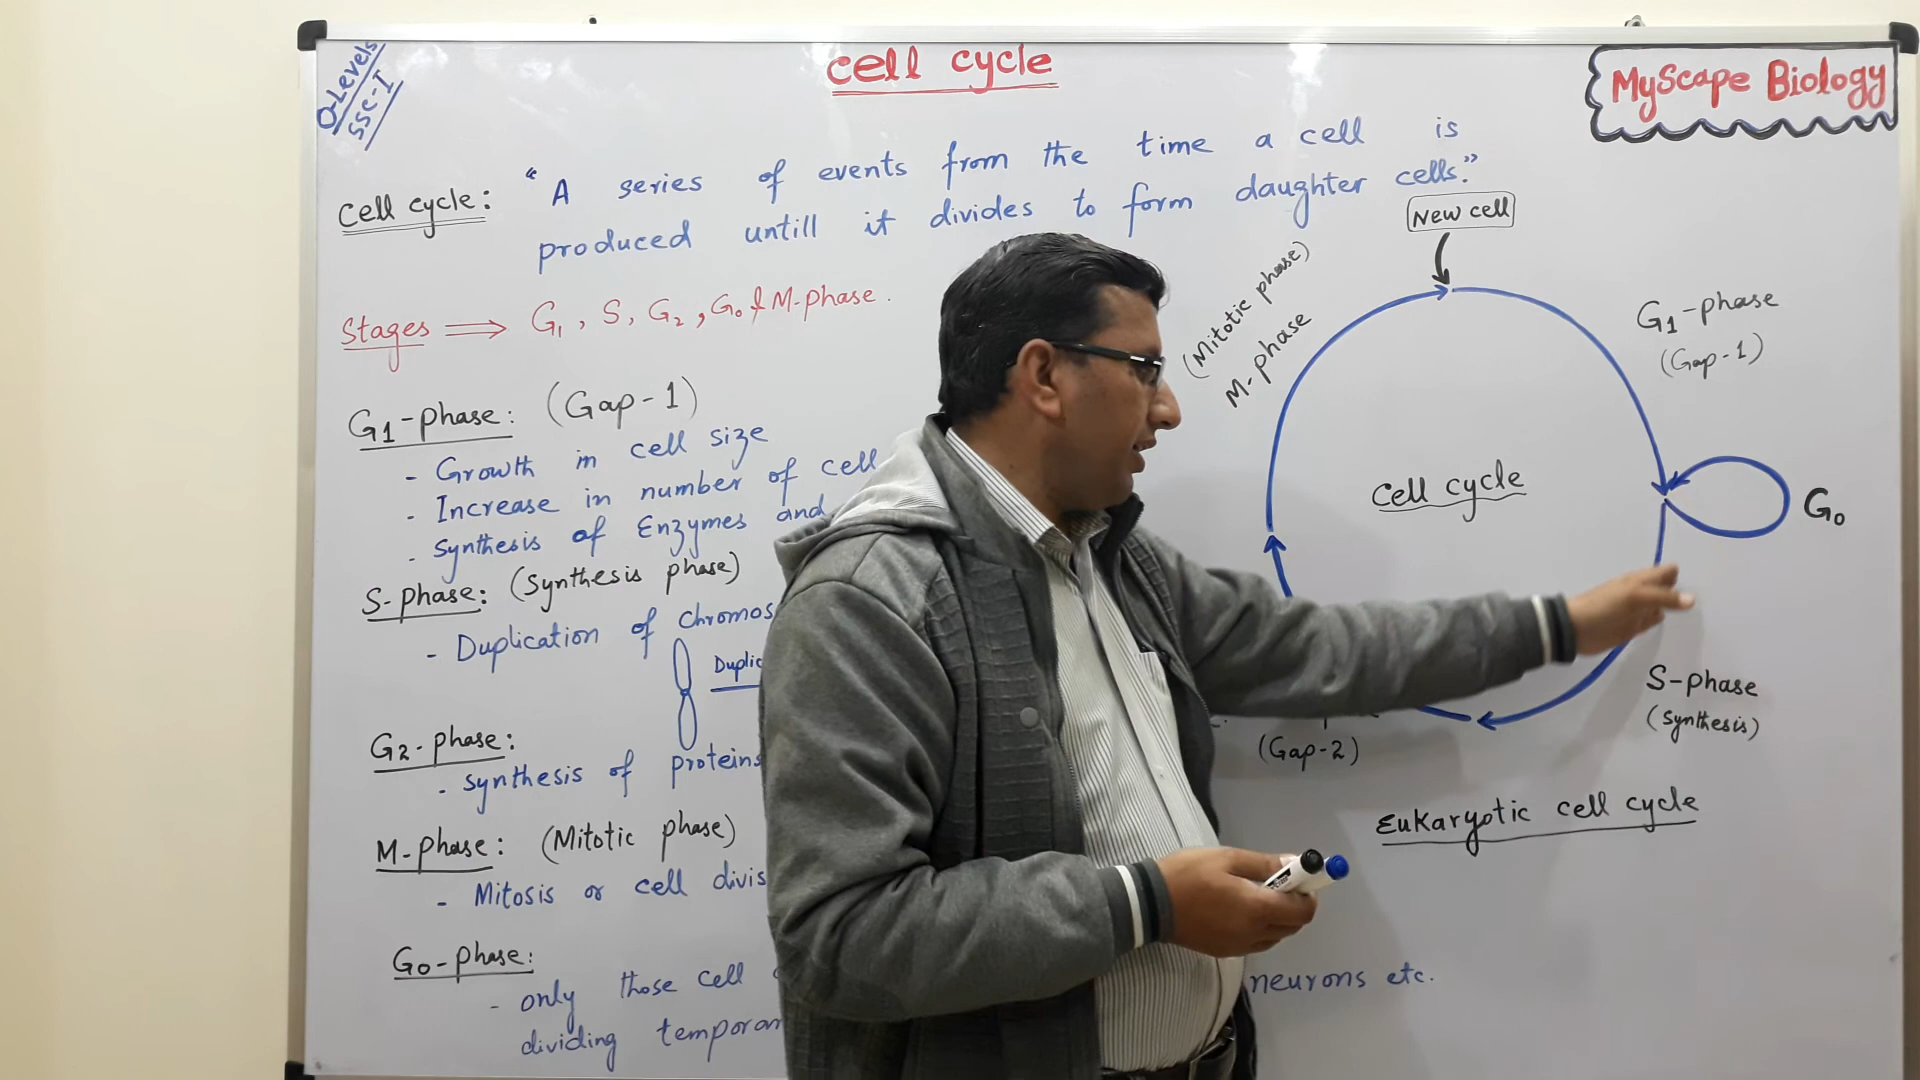 O-Levels
SSC-I
Cell cycle
MyScape Biology
Cell cycle: "A series of events from the time a cell is
produced untill it divides to form daughter cells."
Stages ⟹ G₁, S, G₂, G₀ & M-phase.
G1-phase: (Gap-1)
- Growth in cell size
- Increase in number of cell
- Synthesis of Enzymes and
S-phase: (Synthesis phase)
- Duplication of chromos
Duplic
G2-phase:
- Synthesis of proteins
M-phase: (Mitotic phase)
- Mitosis or cell divis
G0-phase:
- only those cell
neurons etc.
dividing temporar
New cell
(Mitotic phase)
M-phase
G1-phase
(Gap-1)
Cell cycle
G₀
S-phase
(Synthesis)
(Gap-2)
Eukaryotic cell cycle